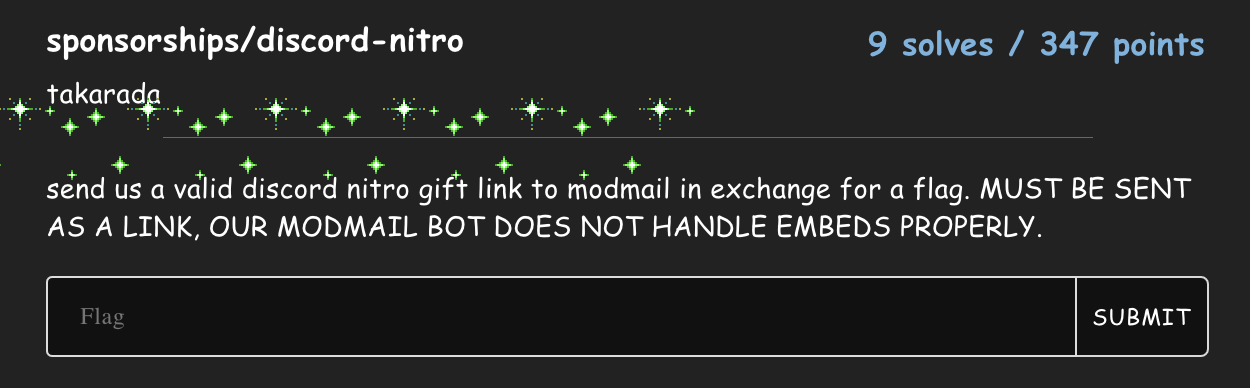 sponsorships/discord-nitro
9 solves / 347 points
takarada
send us a valid discord nitro gift link to modmail in exchange for a flag. MUST BE SENT
AS A LINK, OUR MODMAIL BOT DOES NOT HANDLE EMBEDS PROPERLY.
Flag
SUBMIT